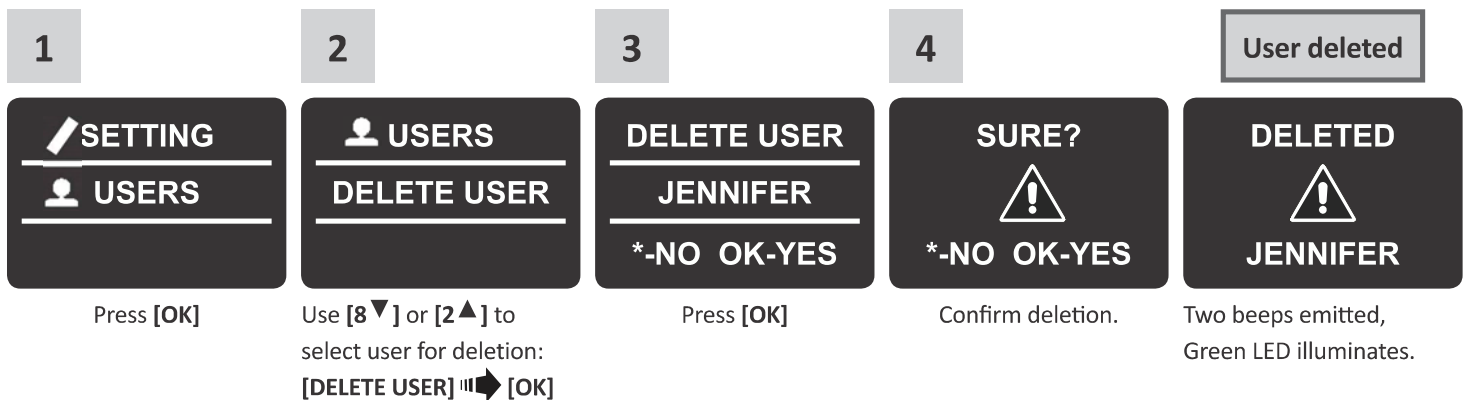 1
SETTING
USERS
Press [OK]
2
USERS
DELETE USER
Use [8▼] or [2▲] to
select user for deletion:
[DELETE USER] [OK]
3
DELETE USER
JENNIFER
*-NO OK-YES
Press [OK]
4
SURE?
*-NO OK-YES
Confirm deletion.
User deleted
DELETED
JENNIFER
Two beeps emitted,
Green LED illuminates.